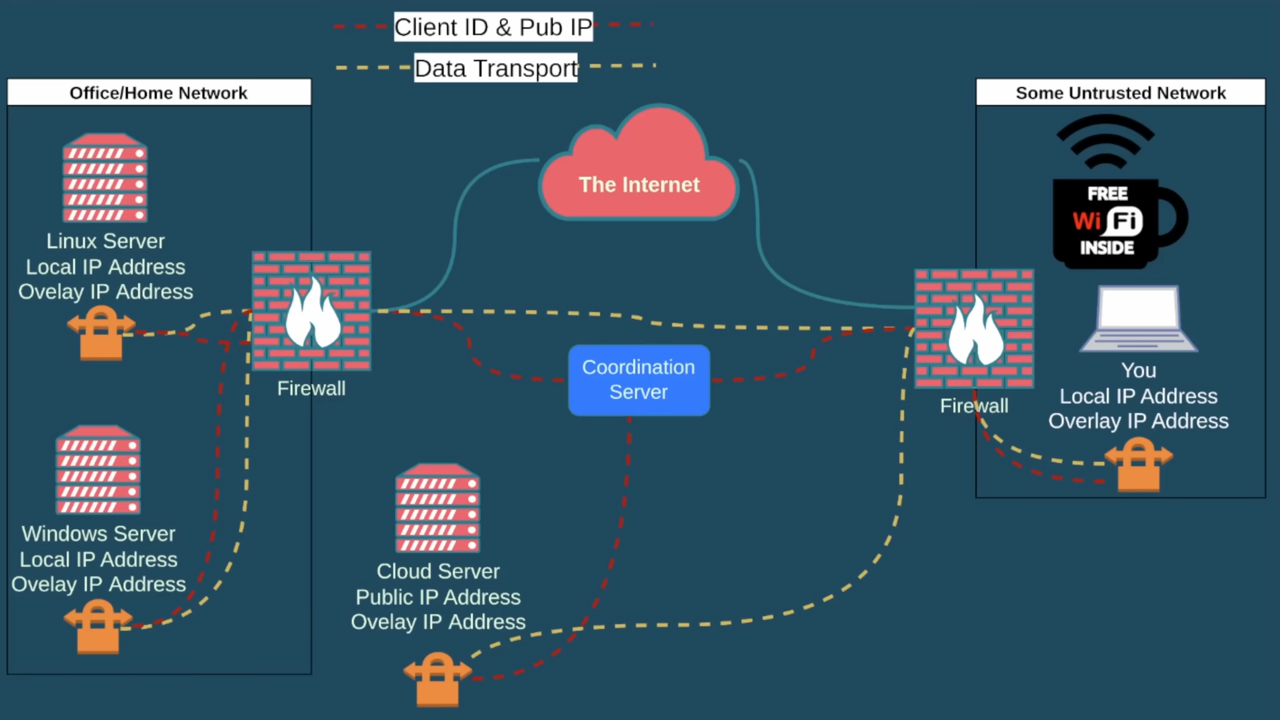 Client ID & Pub IP
Data Transport
Office/Home Network
Linux Server
Local IP Address
Ovelay IP Address
Firewall
Windows Server
Local IP Address
Ovelay IP Address
The Internet
Coordination
Server
Cloud Server
Public IP Address
Ovelay IP Address
Some Untrusted Network
FREE
WiFi
INSIDE
Firewall
You
Local IP Address
Overlay IP Address